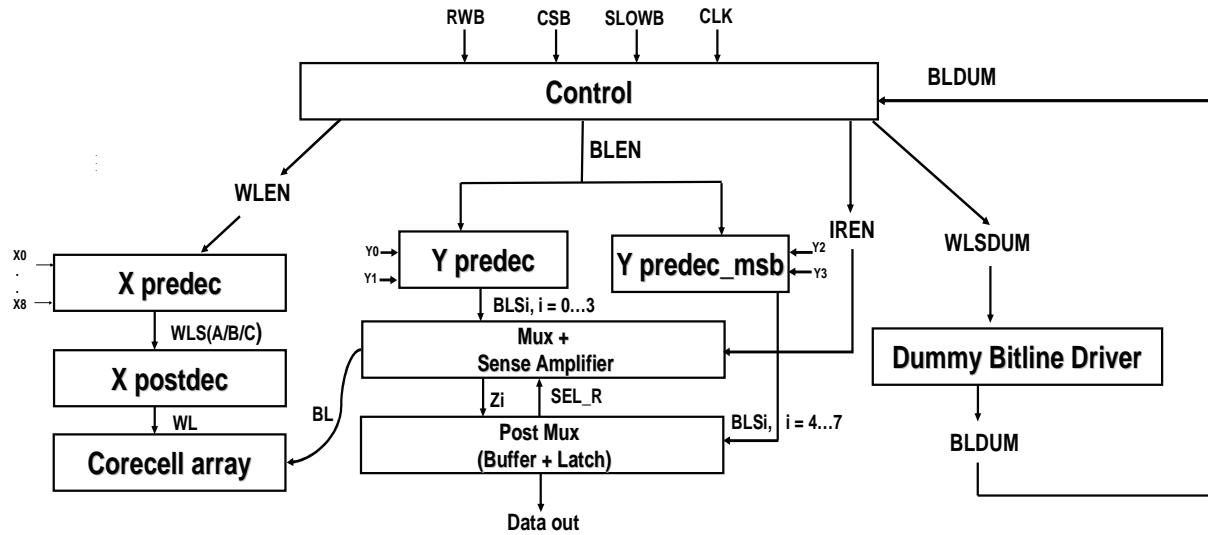 RWB CSB SLOWB CLK
Control
BLDUM
BLEN
WLEN
IREN
WLSDUM
X0
.
.
X8
X predec
Y0
Y1
Y predec
Y predec_msb
Y2
Y3
BLSi, i = 0...3
WLS(A/B/C)
Mux +
Sense Amplifier
Dummy Bitline Driver
X postdec
BL
Zi
SEL_R
BLSi, i = 4...7
WL
Post Mux
(Buffer + Latch)
BLDUM
Corecell array
Data out